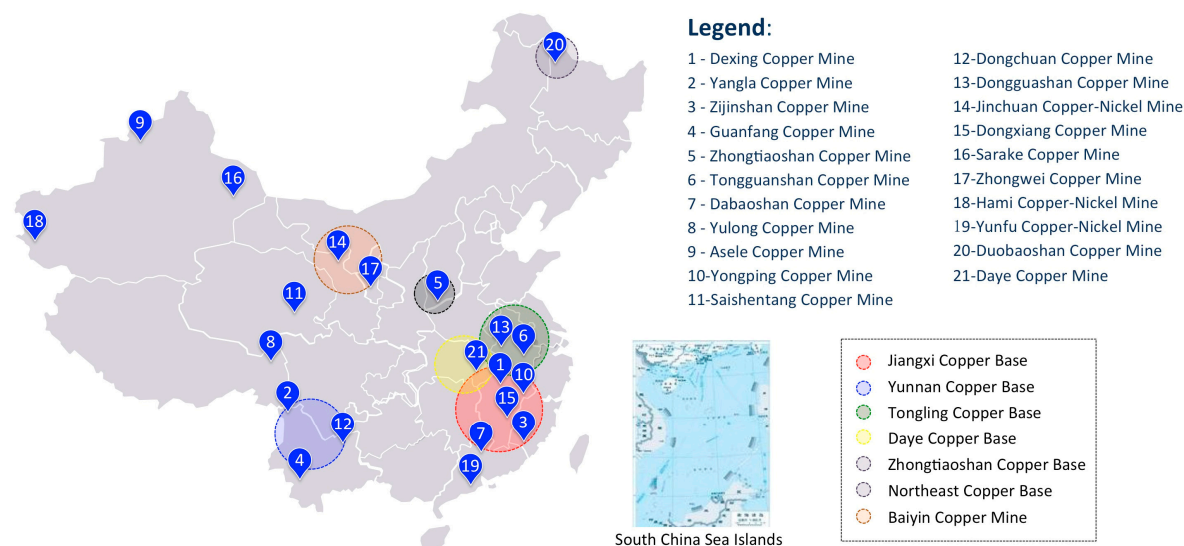 Legend:
1 - Dexing Copper Mine
2 - Yangla Copper Mine
3 - Zijinshan Copper Mine
4 - Guanfang Copper Mine
5 - Zhongtiaoshan Copper Mine
6 - Tongguanshan Copper Mine
7 - Dabaoshan Copper Mine
8 - Yulong Copper Mine
9 - Asele Copper Mine
10-Yongping Copper Mine
11-Saishentang Copper Mine
12-Dongchuan Copper Mine
13-Dongguashan Copper Mine
14-Jinchuan Copper-Nickel Mine
15-Dongxiang Copper Mine
16-Sarake Copper Mine
17-Zhongwei Copper Mine
18-Hami Copper-Nickel Mine
19-Yunfu Copper-Nickel Mine
20-Duobaoshan Copper Mine
21-Daye Copper Mine
20
9
16
18
14
17
5
11
13
6
8
21
1
10
2
15
12
3
7
4
19
Jiangxi Copper Base
Yunnan Copper Base
Tongling Copper Base
Daye Copper Base
Zhongtiaoshan Copper Base
Northeast Copper Base
Baiyin Copper Mine
South China Sea Islands